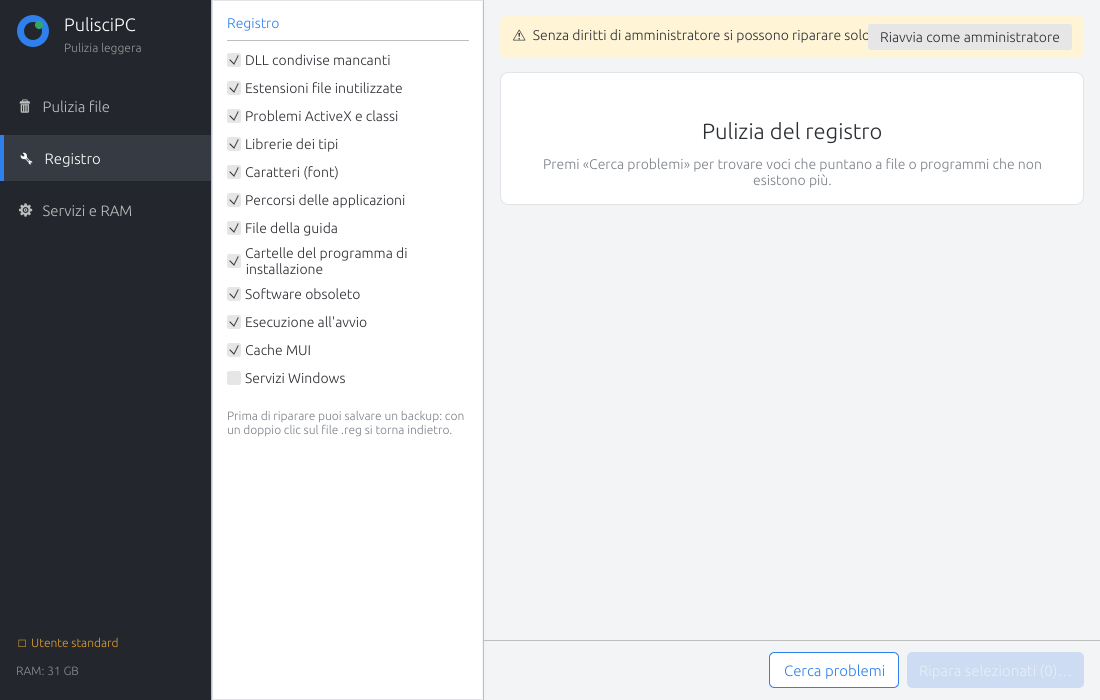 PulisciPC
Pulizia leggera
Pulizia file
Registro
Servizi e RAM
Utente standard
RAM: 31 GB
Registro
DLL condivise mancanti
Estensioni file inutilizzate
Problemi ActiveX e classi
Librerie dei tipi
Caratteri (font)
Percorsi delle applicazioni
File della guida
Cartelle del programma di
installazione
Software obsoleto
Esecuzione all'avvio
Cache MUI
Servizi Windows
Prima di riparare puoi salvare un backup: con
un doppio clic sul file .reg si torna indietro.
⚠ Senza diritti di amministratore si possono riparare solo
Riavvia come amministratore
Pulizia del registro
Premi «Cerca problemi» per trovare voci che puntano a file o programmi che non
esistono più.
Cerca problemi
Ripara selezionati (0)...